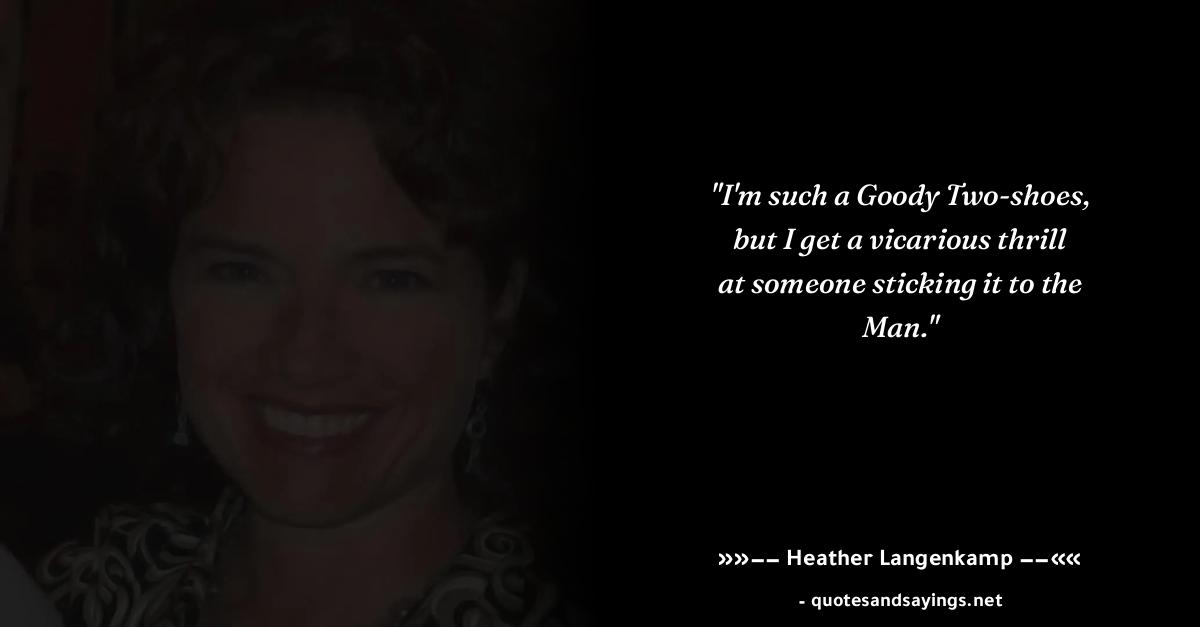 "I'm such a Goody Two-shoes,
but I get a vicarious thrill
at someone sticking it to the
Man."
»»−− Heather Langenkamp −−««
- quotesandsayings.net